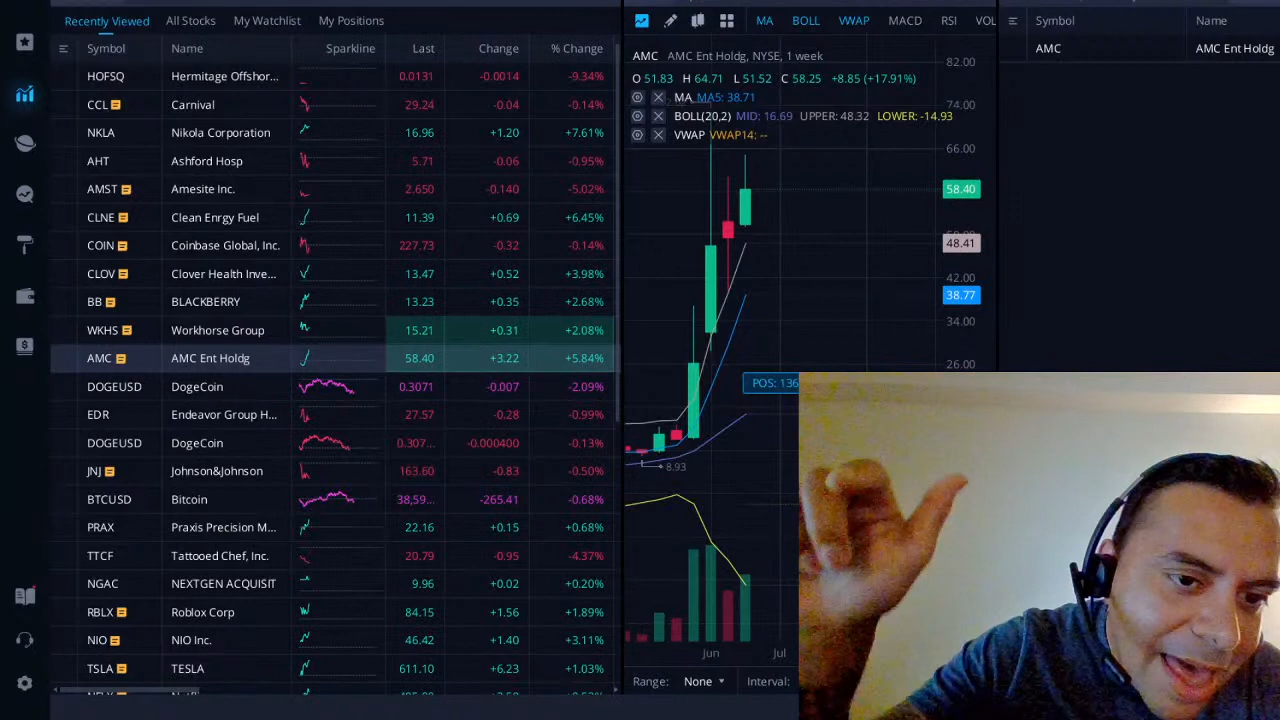 Recently Viewed All Stocks My Watchlist My Positions
Symbol Name Sparkline Last Change % Change
HOFSQ Hermitage Offshor... 0.0131 -0.0014 -9.34%
CCL Carnival 29.24 -0.04 -0.14%
NKLA Nikola Corporation 16.96 +1.20 +7.61%
AHT Ashford Hosp 5.71 -0.06 -0.95%
AMST Amesite Inc. 2.650 -0.140 -5.02%
CLNE Clean Enrgy Fuel 11.39 +0.69 +6.45%
COIN Coinbase Global, Inc. 227.73 -0.32 -0.14%
CLOV Clover Health Inve... 13.47 +0.52 +3.98%
BB BLACKBERRY 13.23 +0.35 +2.68%
WKHS Workhorse Group 15.21 +0.31 +2.08%
AMC AMC Ent Holdg 58.40 +3.22 +5.84%
DOGEUSD DogeCoin 0.3071 -0.007 -2.09%
EDR Endeavor Group H... 27.57 -0.28 -0.99%
DOGEUSD DogeCoin 0.307... -0.000400 -0.13%
JNJ Johnson&Johnson 163.60 -0.83 -0.50%
BTCUSD Bitcoin 38,59... -265.41 -0.68%
PRAX Praxis Precision M... 22.16 +0.15 +0.68%
TTCF Tattooed Chef, Inc. 20.79 -0.95 -4.37%
NGAC NEXTGEN ACQUISIT 9.96 +0.02 +0.20%
RBLX Roblox Corp 84.15 +1.56 +1.89%
NIO NIO Inc. 46.42 +1.40 +3.11%
TSLA TESLA 611.10 +6.23 +1.03%
MA BOLL VWAP MACD RSI VOL
AMC AMC Ent Holdg, NYSE, 1 week
O 51.83 H 64.71 L 51.52 C 58.25 +8.85 (+17.91%)
MA MA5: 38.71
BOLL(20,2) MID: 16.69 UPPER: 48.32 LOWER: -14.93
VWAP VWAP14: --
82.00
74.00
66.00
58.40
48.41
42.00
38.77
34.00
26.00
POS: 136
8.93
Jun Jul
Range: None Interval:
Symbol Name
AMC AMC Ent Holdg